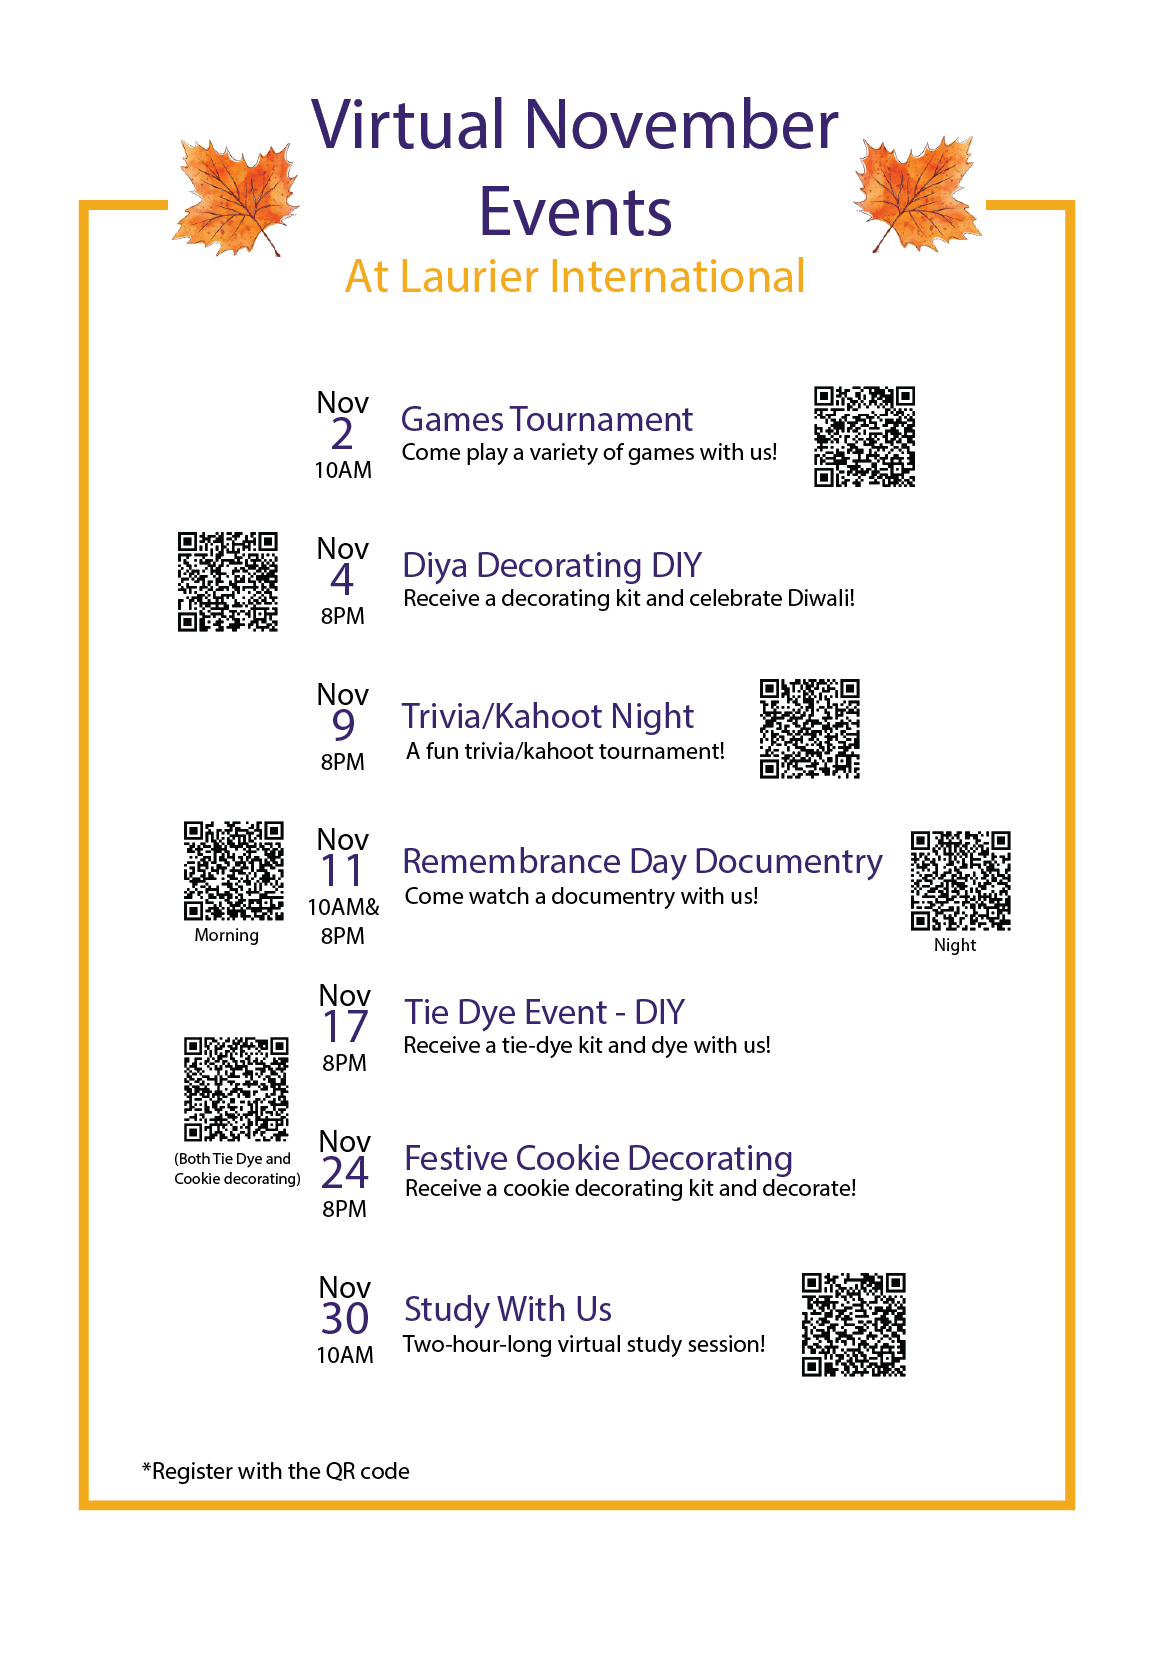 Virtual November
Events
At Laurier International
Nov
2
10AM
Games Tournament
Come play a variety of games with us!
Nov
4
8PM
Diya Decorating DIY
Receive a decorating kit and celebrate Diwali!
Nov
9
8PM
Trivia/Kahoot Night
A fun trivia/kahoot tournament!
Morning
Nov
11
10AM&
8PM
Remembrance Day Documentry
Come watch a documentry with us!
Night
Nov
17
8PM
Tie Dye Event - DIY
Receive a tie-dye kit and dye with us!
(Both Tie Dye and
Cookie decorating)
Nov
24
8PM
Festive Cookie Decorating
Receive a cookie decorating kit and decorate!
Nov
30
10AM
Study With Us
Two-hour-long virtual study session!
*Register with the QR code